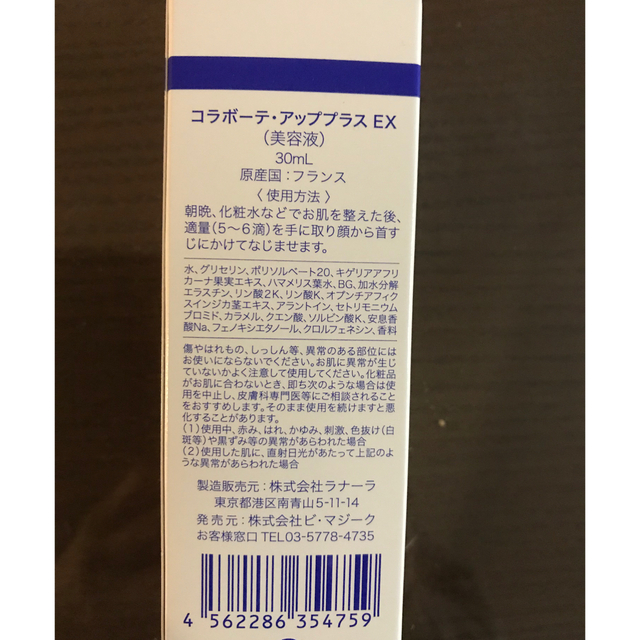 コラボーテ・アッププラス EX
（美容液）
30mL
原産国：フランス
〈 使用方法 〉
朝晩、化粧水などでお肌を整えた後、
適量（5〜6滴）を手に取り顔から首す
じにかけてなじませます。
水、グリセリン、ポリソルベート20、キゲリアアフリ
カーナ果実エキス、ハマメリス葉水、BG、加水分解
エラスチン、リン酸2K、リン酸K、オプンチアフィク
スインジカ茎エキス、アラントイン、セトリモニウム
ブロミド、カラメル、クエン酸、ソルビン酸K、安息香
酸Na、フェノキシエタノール、クロルフェネシン、香料
傷やはれもの、しっしん等、異常のある部位には
お使いにならないでください。お肌に異常が生じ
ていないかよく注意して使用してください。化粧品
がお肌に合わないとき、即ち次のような場合は使
用を中止し、皮膚科専門医等にご相談されること
をおすすめします。そのまま使用を続けますと悪
化することがあります。
（1）使用中、赤み、はれ、かゆみ、刺激、色抜け（白
斑等）や黒ずみ等の異常があらわれた場合
（2）使用した肌に、直射日光があたって上記のよ
うな異常があらわれた場合
製造販売元：株式会社ラナーラ
東京都港区南青山5-11-14
発売元：株式会社ビ・マジーク
お客様窓口 TEL03-5778-4735
4 562286 354759